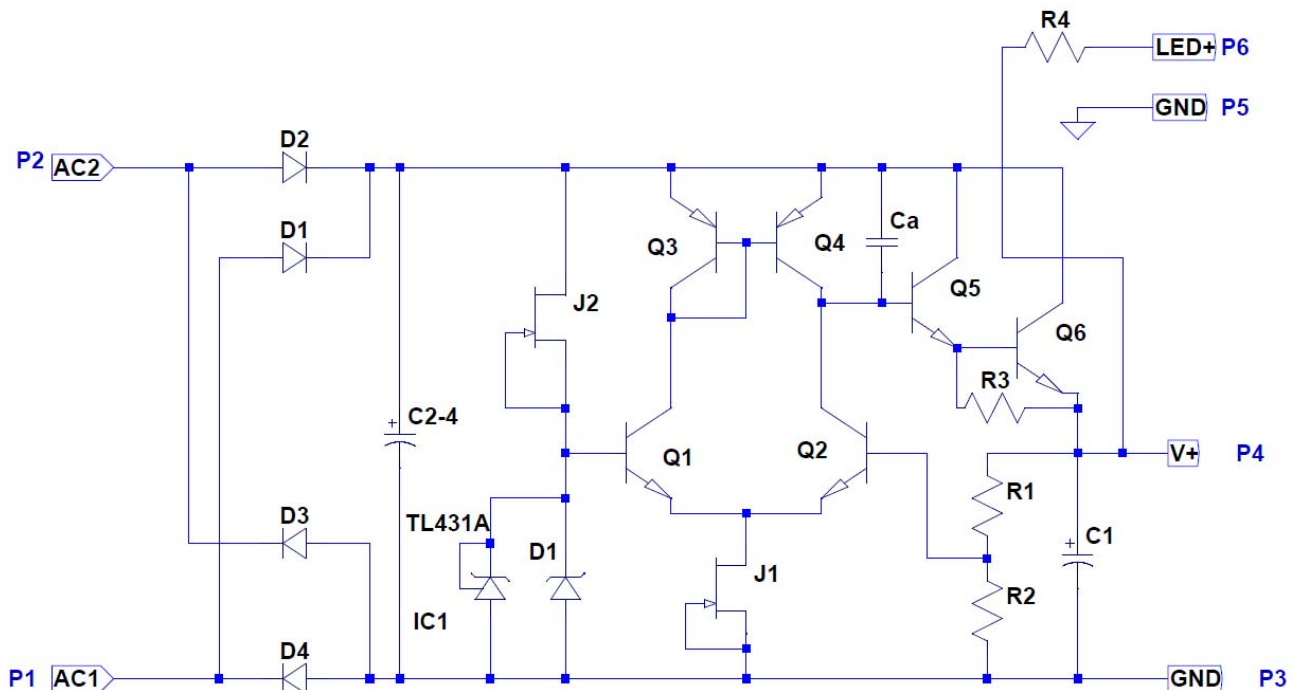 R4
LED+ P6
GND P5
D2
P2 AC2
D1
Ca
Q3
Q4
J2
Q5
Q6
R3
+
C2-4
Q1
Q2
V+ P4
R1
TL431A
D3
D1
+
C1
J1
R2
IC1
D4
P1 AC1
GND P3